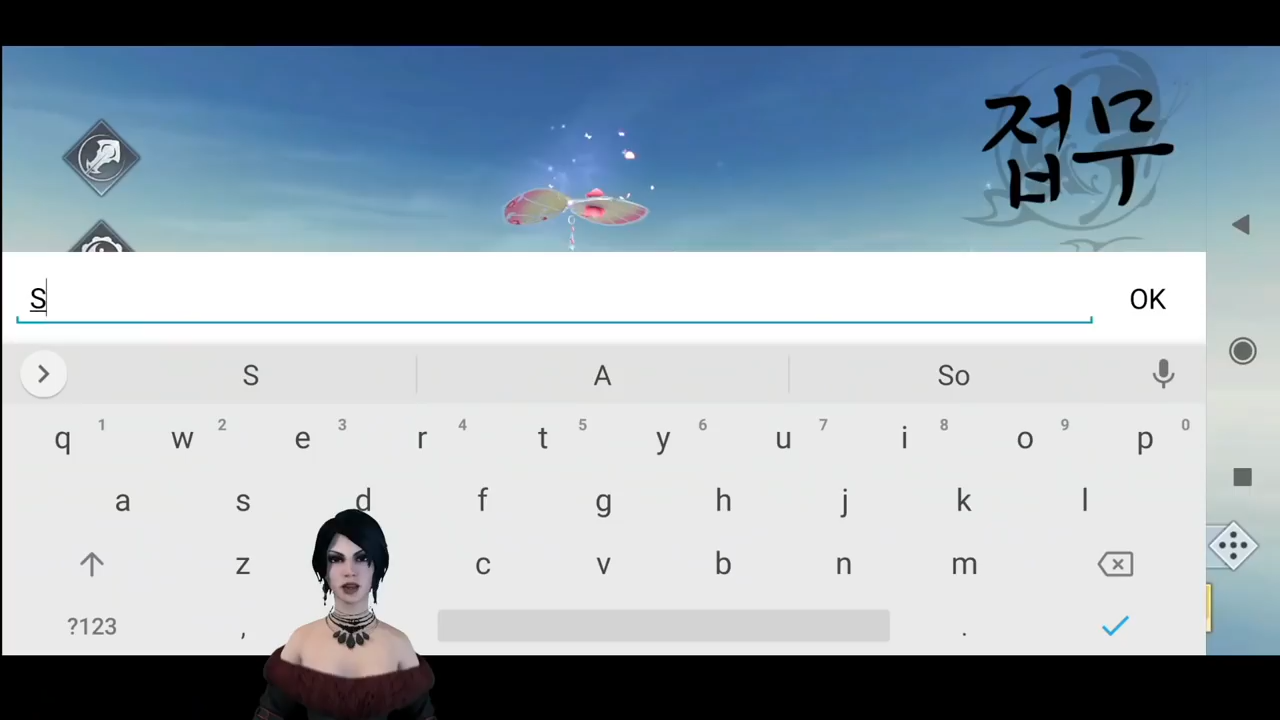 접무
S
OK
S A So
q 1 w 2 e 3 r 4 t 5 y 6 u 7 i 8 o 9 p 0
a s d f g h j k l
z c v b n m
?123 , .